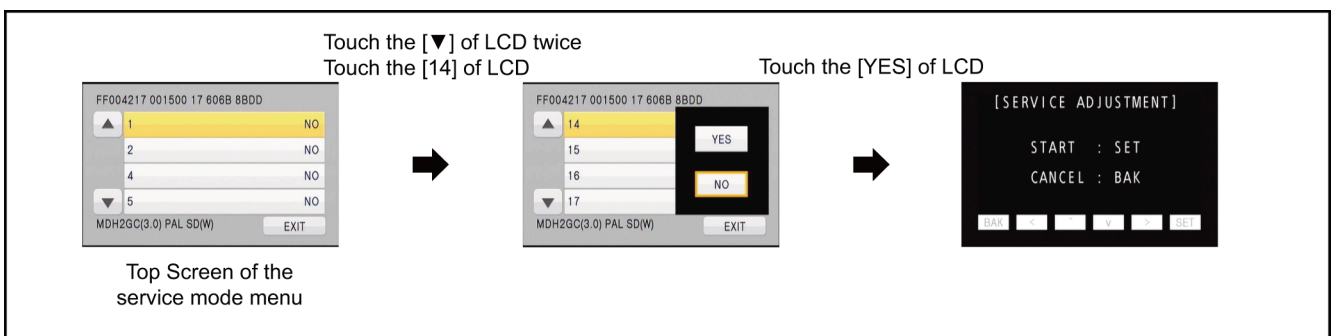 Touch the [▼] of LCD twice
Touch the [14] of LCD
Touch the [YES] of LCD
FF004217 001500 17 606B 8BDD
▲ 1 NO
2 NO
4 NO
▼ 5 NO
MDH2GC(3.0) PAL SD(W) EXIT
Top Screen of the
service mode menu
FF004217 001500 17 606B 8BDD
▲ 14
15
16
▼ 17
YES
NO
MDH2GC(3.0) PAL SD(W) EXIT
[SERVICE ADJUSTMENT]
START : SET
CANCEL : BAK
BAK < ^ v > SET